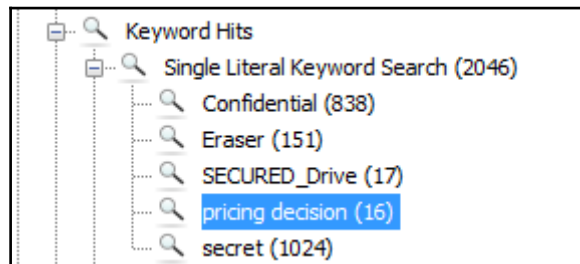 Keyword Hits
Single Literal Keyword Search (2046)
Confidential (838)
Eraser (151)
SECURED_Drive (17)
pricing decision (16)
secret (1024)